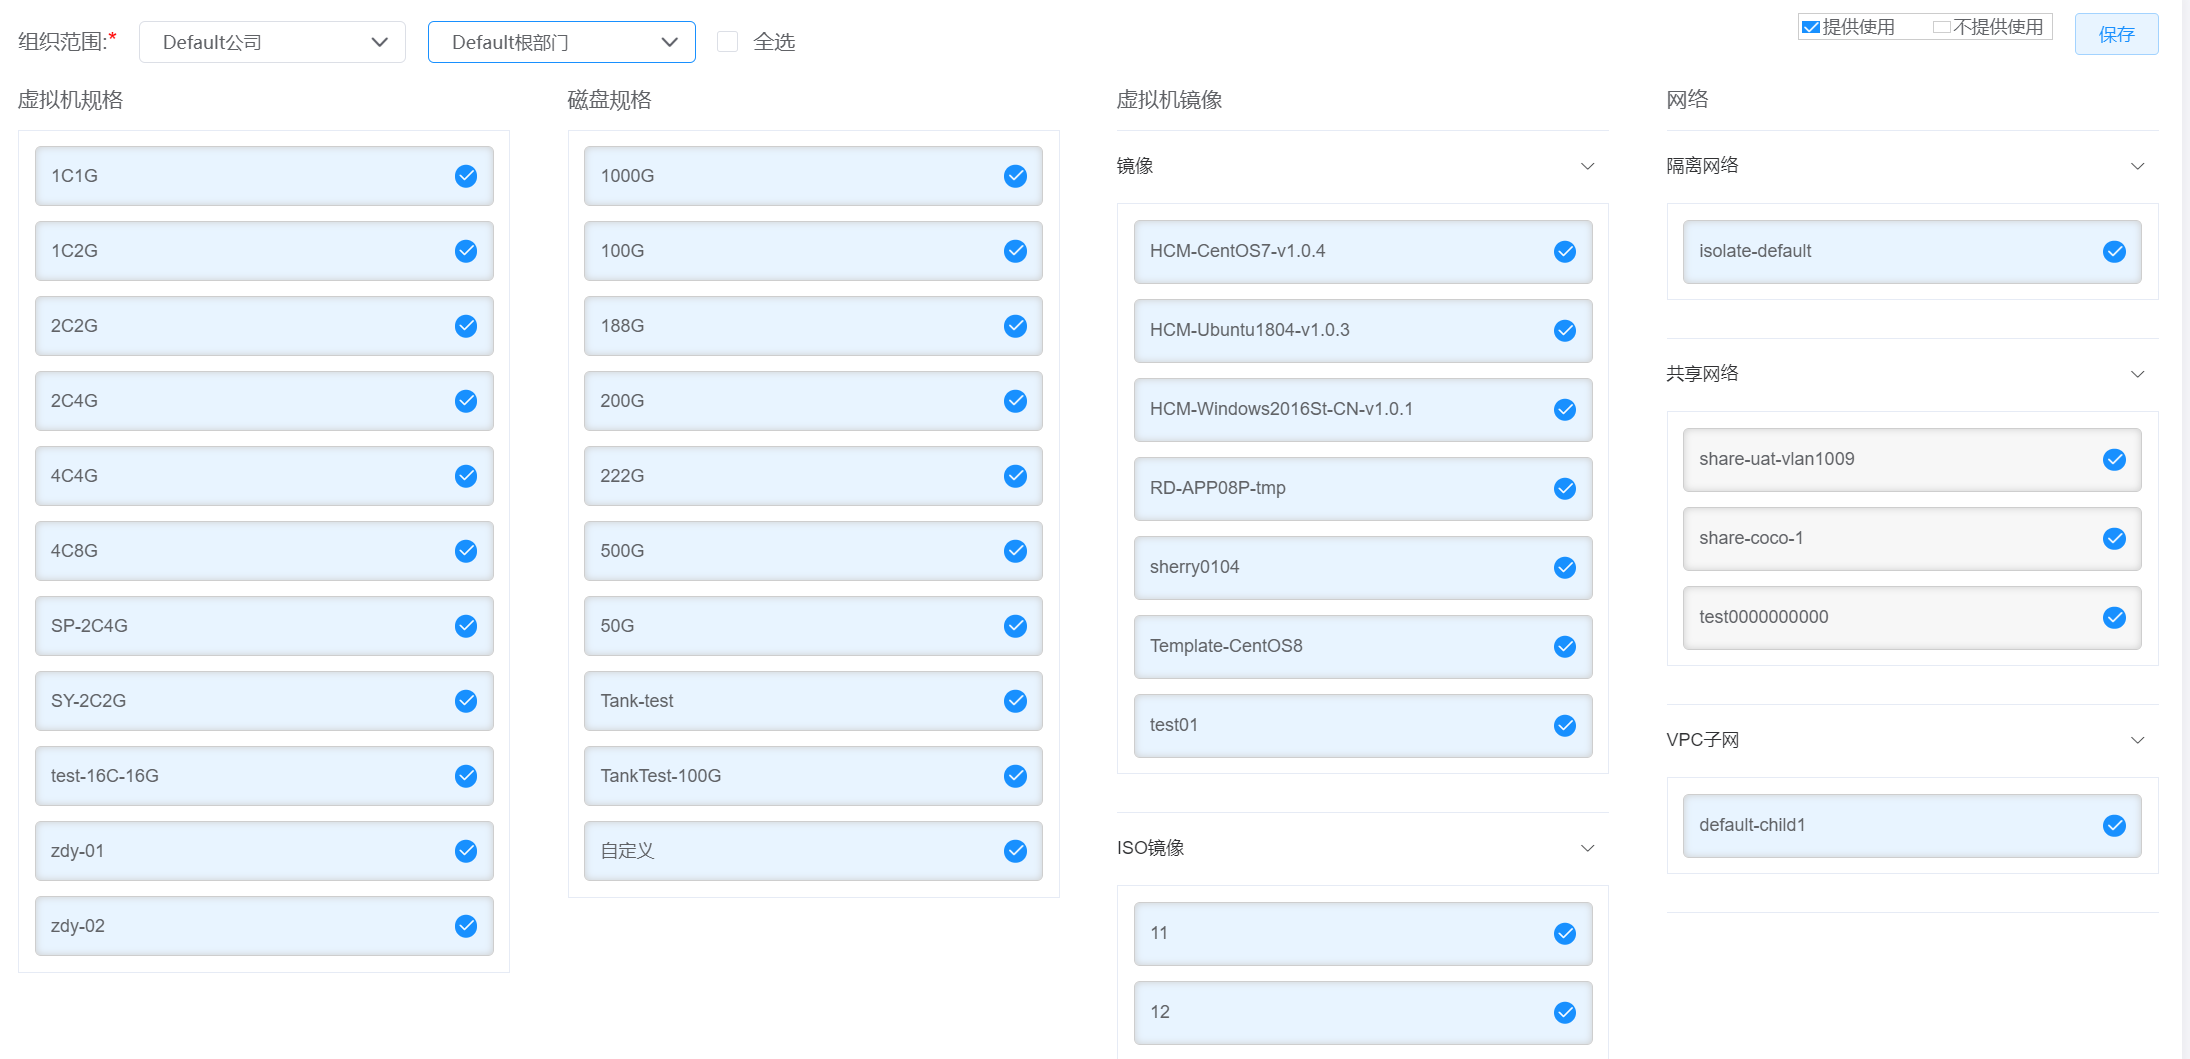 组织范围:* Default公司 Default根部门 全选 提供使用 不提供使用 保存
虚拟机规格
1C1G
1C2G
2C2G
2C4G
4C4G
4C8G
SP-2C4G
SY-2C2G
test-16C-16G
zdy-01
zdy-02
磁盘规格
1000G
100G
188G
200G
222G
500G
50G
Tank-test
TankTest-100G
自定义
虚拟机镜像
镜像
HCM-CentOS7-v1.0.4
HCM-Ubuntu1804-v1.0.3
HCM-Windows2016St-CN-v1.0.1
RD-APP08P-tmp
sherry0104
Template-CentOS8
test01
ISO镜像
11
12
网络
隔离网络
isolate-default
共享网络
share-uat-vlan1009
share-coco-1
test0000000000
VPC子网
default-child1